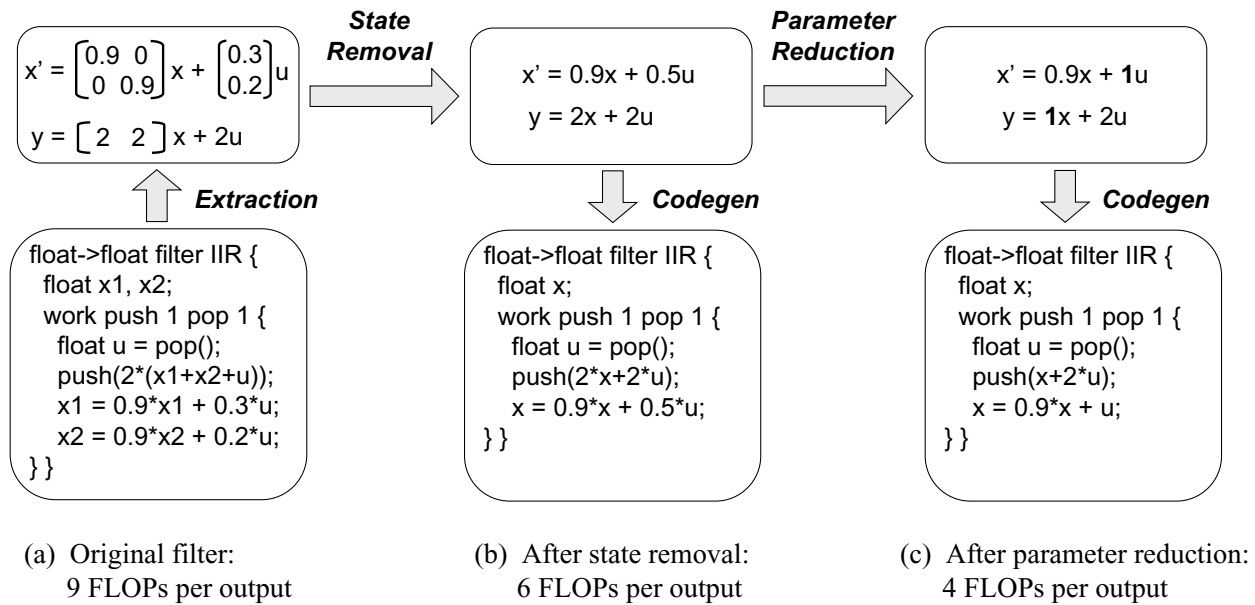 State
Removal
Parameter
Reduction
x’ = [0.9 0 0 0.9] x + [0.3 0.2] u
y = [ 2 2 ] x + 2u
x’ = 0.9x + 0.5u
y = 2x + 2u
x’ = 0.9x + 1u
y = 1x + 2u
Extraction
Codegen
Codegen
float->float filter IIR {
float x1, x2;
work push 1 pop 1 {
float u = pop();
push(2*(x1+x2+u));
x1 = 0.9*x1 + 0.3*u;
x2 = 0.9*x2 + 0.2*u;
} }
float->float filter IIR {
float x;
work push 1 pop 1 {
float u = pop();
push(2*x+2*u);
x = 0.9*x + 0.5*u;
} }
float->float filter IIR {
float x;
work push 1 pop 1 {
float u = pop();
push(x+2*u);
x = 0.9*x + u;
} }
(a) Original filter:
9 FLOPs per output
(b) After state removal:
6 FLOPs per output
(c) After parameter reduction:
4 FLOPs per output